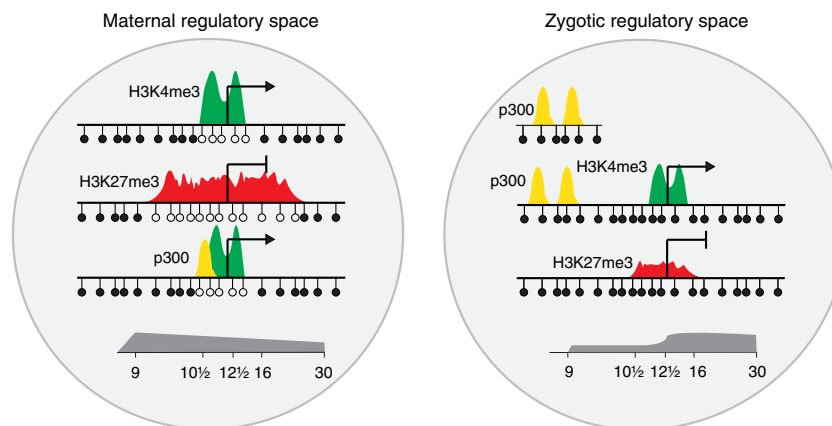 Maternal regulatory space
H3K4me3
H3K27me3
p300
9 10½ 12½ 16 30
Zygotic regulatory space
p300
H3K4me3
p300
H3K27me3
9 10½ 12½ 16 30